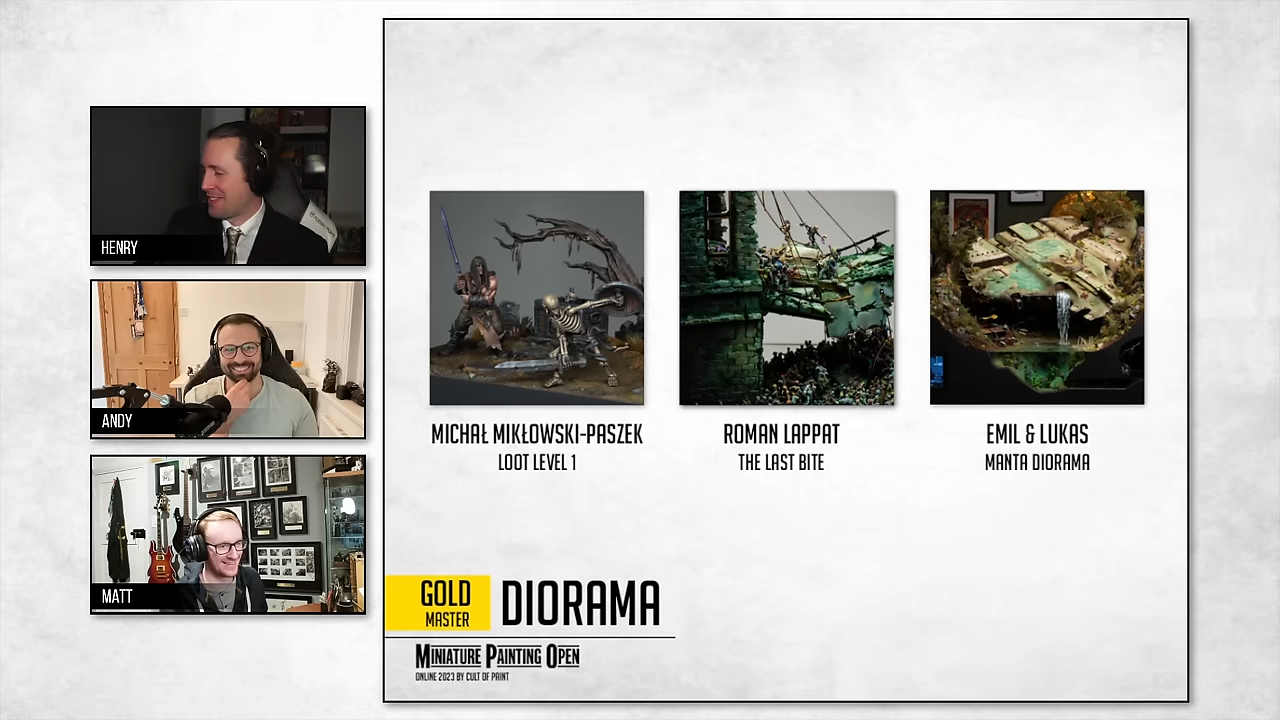 HENRY
ANDY
MATT
MICHAŁ MIKŁOWSKI-PASZEK
LOOT LEVEL 1
ROMAN LAPPAT
THE LAST BITE
EMIL & LUKAS
MANTA DIORAMA
GOLD
MASTER
DIORAMA
MINIATURE PAINTING OPEN
ONLINE 2023 BY CULT OF PAINT